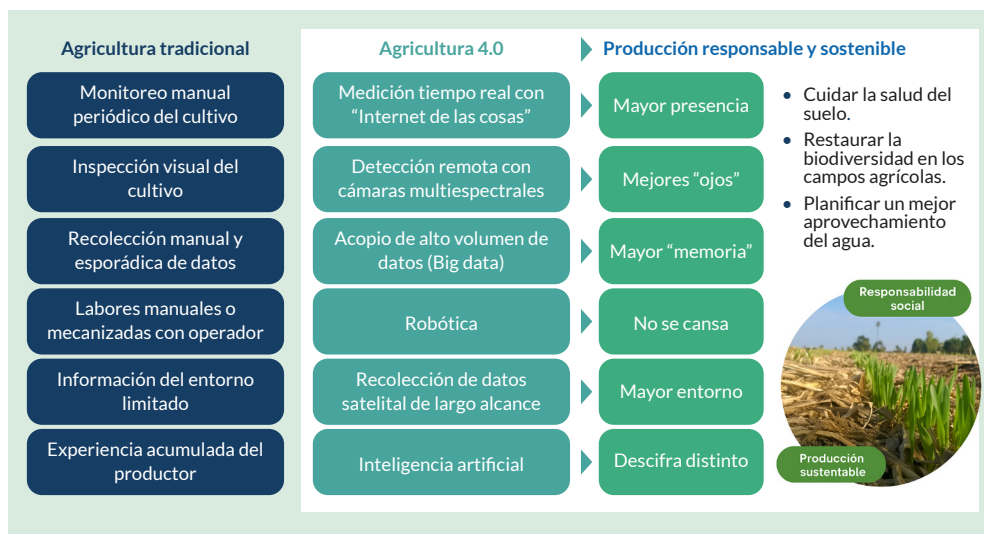 Agricultura tradicional
Agricultura 4.0
Producción responsable y sostenible
Monitoreo manual
periódico del cultivo
Medición tiempo real con
“Internet de las cosas”
Mayor presencia
Inspección visual del
cultivo
Detección remota con
cámaras multiespectrales
Mejores “ojos”
Recolección manual y
esporádica de datos
Acopio de alto volumen de
datos (Big data)
Mayor “memoria”
Labores manuales o
mecanizadas con operador
Robótica
No se cansa
Información del entorno
limitado
Recolección de datos
satelital de largo alcance
Mayor entorno
Experiencia acumulada del
productor
Inteligencia artificial
Descifra distinto
• Cuidar la salud del
suelo.
• Restaurar la
biodiversidad en los
campos agrícolas.
• Planificar un mejor
aprovechamiento
del agua.
Responsabilidad
social
Producción
sustentable